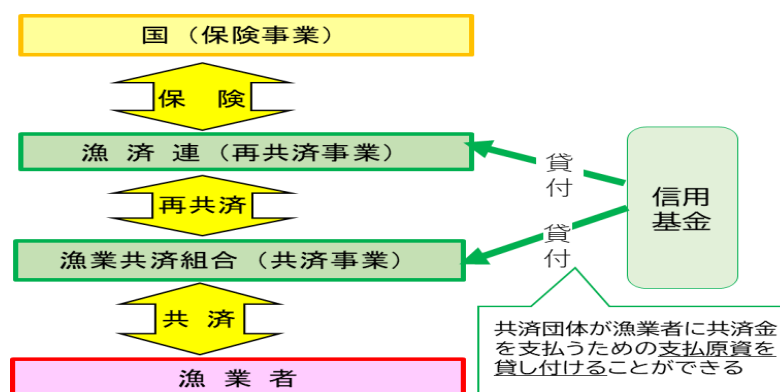 国（保険事業）
保　険
漁 済 連（再共済事業）
再共済
漁業共済組合（共済事業）
共 済
漁 業 者
貸
付
貸
付
信用
基金
共済団体が漁業者に共済金
を支払うための支払原資を
貸し付けることができる